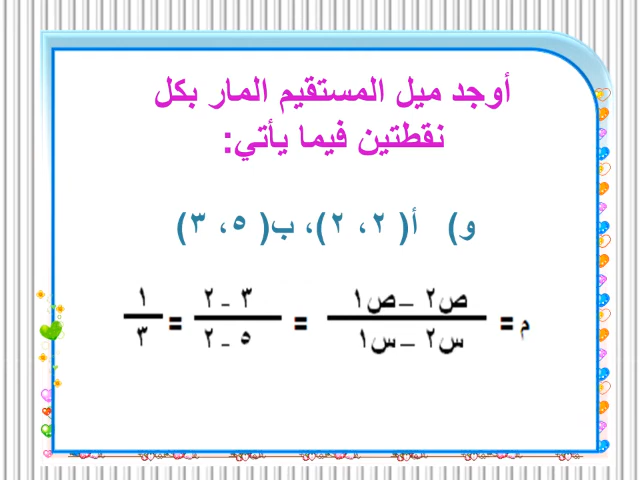 أوجد ميل المستقيم المار بكل
نقطتين فيما يأتي:
و) أ( ٢، ٢)، ب( ٥، ٣)
م = ص٢ – ص١ / س٢ – س١ = ٣ - ٢ / ٥ - ٢ = ١ / ٣